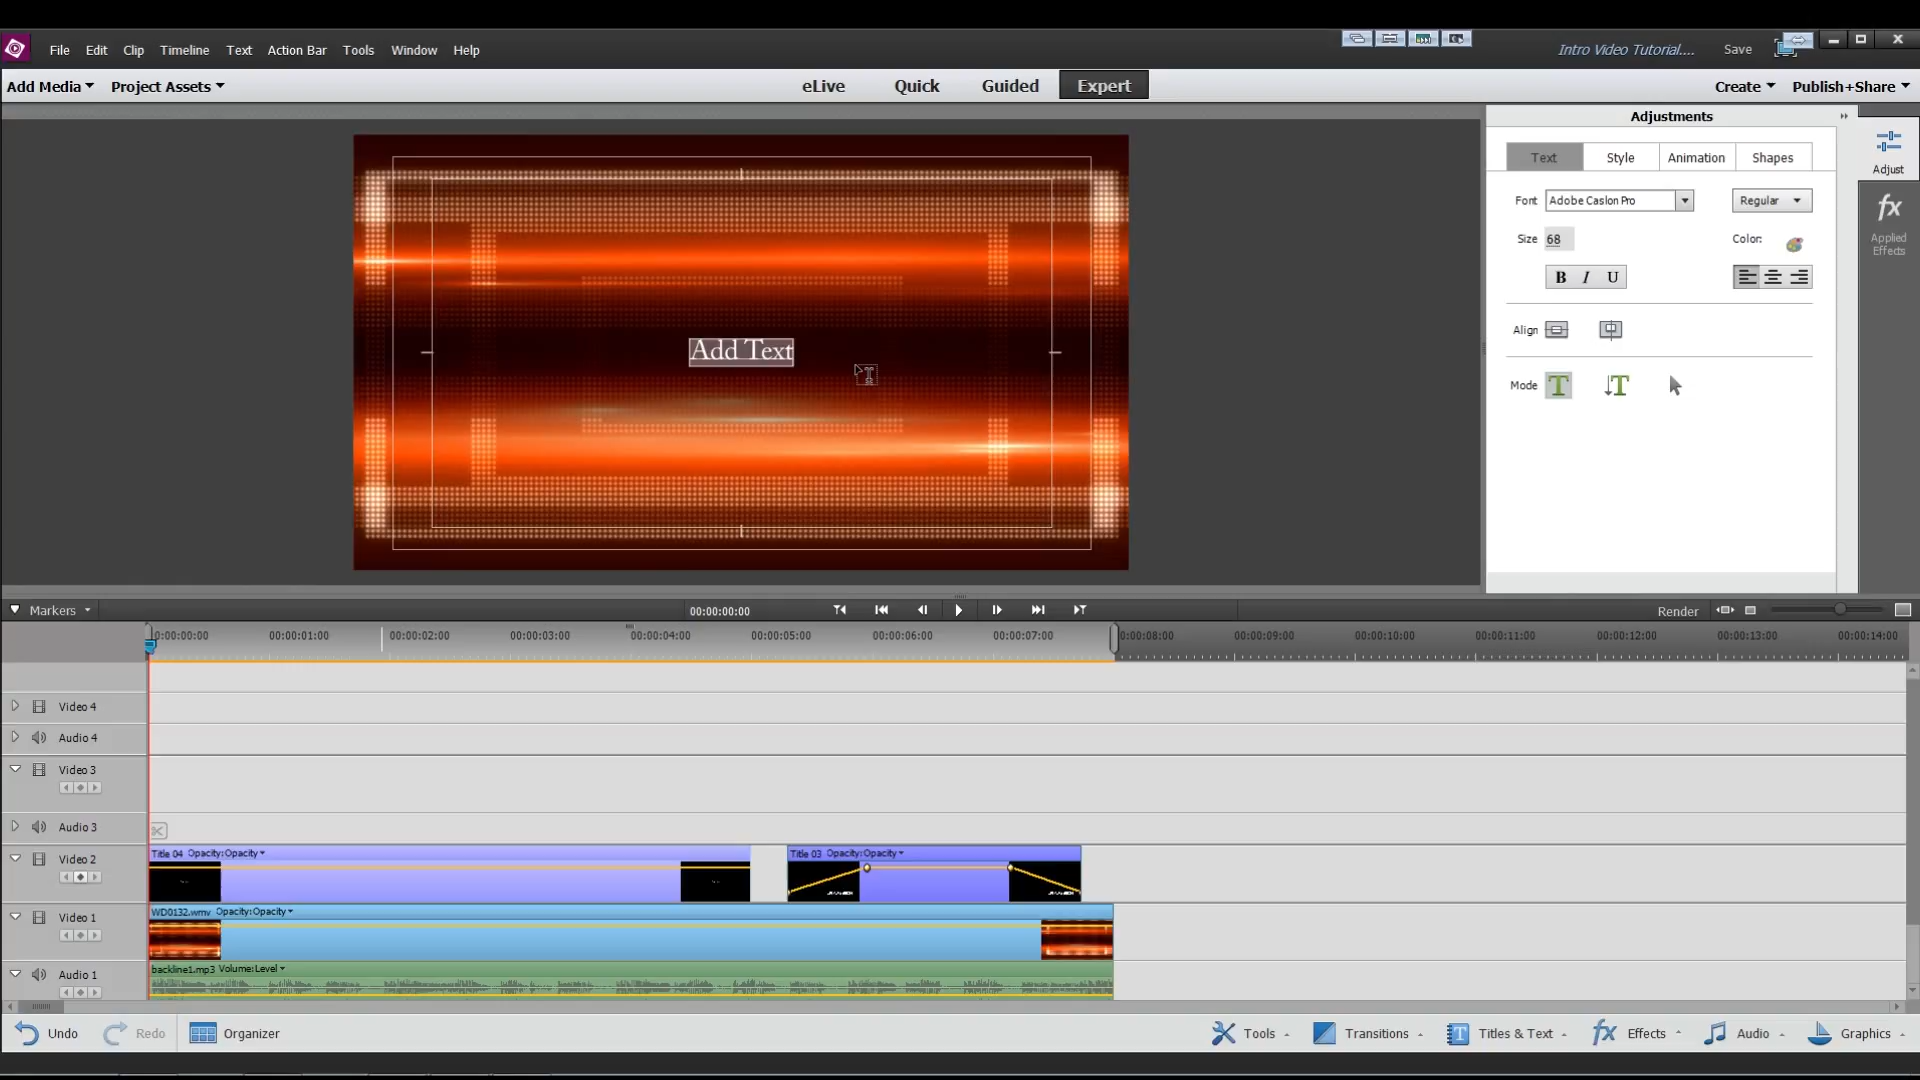 File Edit Clip Timeline Text Action Bar Tools Window Help
Intro Video Tutorial.... Save
Add Media Project Assets eLive Quick Guided Expert Create Publish+Share
Adjustments
Text Style Animation Shapes
Adjust
Font Adobe Caslon Pro Regular
Size 68 Color:
Applied
Effects
B I U
Align
Add Text
Mode T T
Markers 00:00:00:00 Render
0:00:00:00 00:00:01:00 00:00:02:00 00:00:03:00 00:00:04:00 00:00:05:00 00:00:06:00 00:00:07:00 0:00:08:00 00:00:09:00 00:00:10:00 00:00:11:00 00:00:12:00 00:00:13:00 00:00:14:00
Video 4
Audio 4
Video 3
Audio 3
Video 2
Title 04 Opacity:Opacity Title 03 Opacity:Opacity
Video 1
WD0132.wmv Opacity:Opacity
Audio 1
backline1.mp3 Volume:Level
Undo Redo Organizer Tools Transitions Titles & Text Effects Audio Graphics